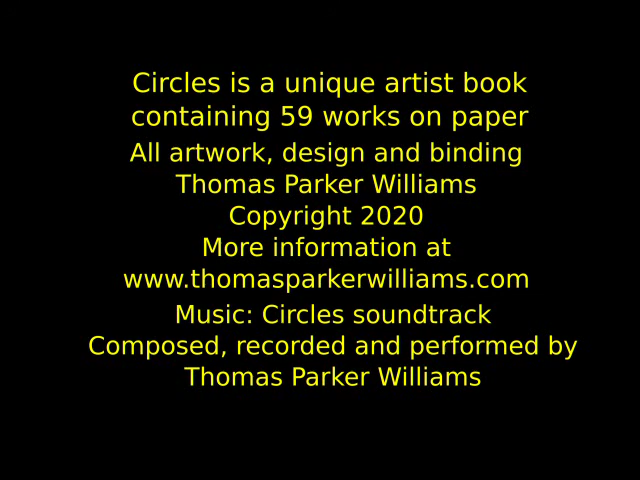 Circles is a unique artist book
containing 59 works on paper
All artwork, design and binding
Thomas Parker Williams
Copyright 2020
More information at
www.thomasparkerwilliams.com
Music: Circles soundtrack
Composed, recorded and performed by
Thomas Parker Williams